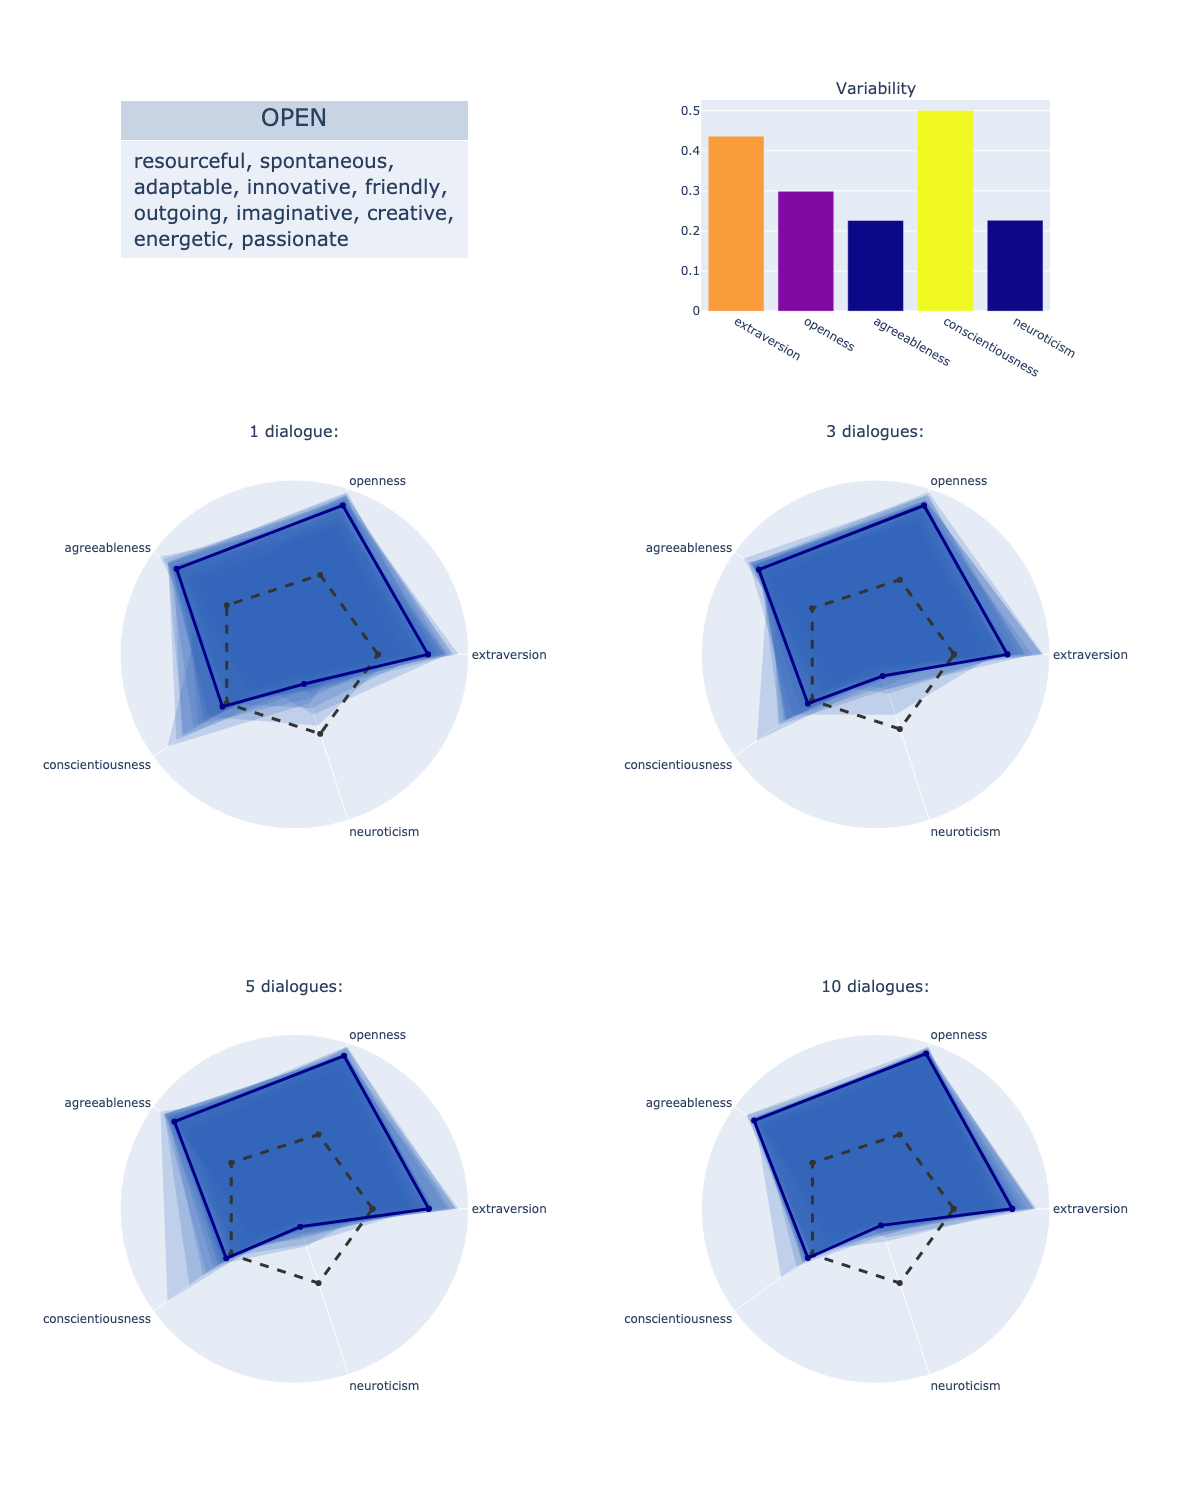 OPEN
resourceful, spontaneous,
adaptable, innovative, friendly,
outgoing, imaginative, creative,
energetic, passionate
Variability
0.5
0.4
0.3
0.2
0.1
0
extraversion
openness
agreeableness
conscientiousness
neuroticism
1 dialogue:
openness
agreeableness
extraversion
conscientiousness
neuroticism
3 dialogues:
openness
agreeableness
extraversion
conscientiousness
neuroticism
5 dialogues:
openness
agreeableness
extraversion
conscientiousness
neuroticism
10 dialogues:
openness
agreeableness
extraversion
conscientiousness
neuroticism